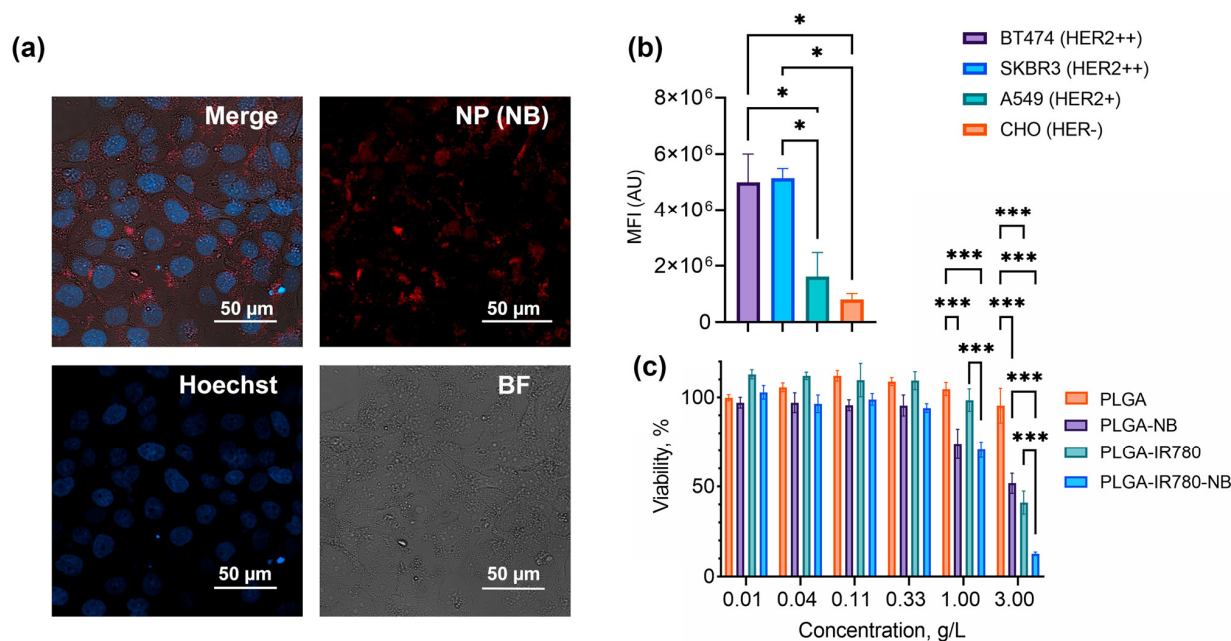 (a)
Merge
50 µm
NP (NB)
50 µm
Hoechst
50 µm
BF
50 µm
(b)
MFI (AU)
8×10⁶
6×10⁶
4×10⁶
2×10⁶
0
*
*
*
*
BT474 (HER2++)
SKBR3 (HER2++)
A549 (HER2+)
CHO (HER-)
(c)
Viability, %
100
50
0
0.01 0.04 0.11 0.33 1.00 3.00
Concentration, g/L
***
***
***
***
***
***
***
***
PLGA
PLGA-NB
PLGA-IR780
PLGA-IR780-NB